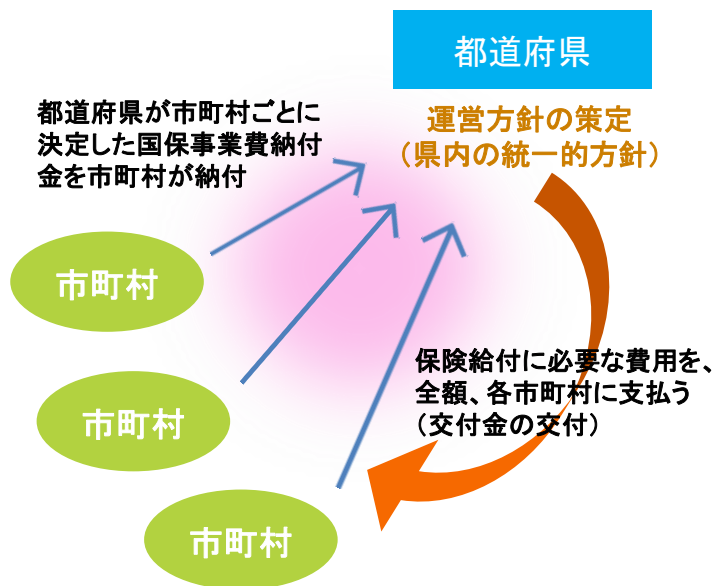 都道府県
運営方針の策定
（県内の統一的方針）
都道府県が市町村ごとに
決定した国保事業費納付
金を市町村が納付
市町村
市町村
市町村
保険給付に必要な費用を、
全額、各市町村に支払う
（交付金の交付）